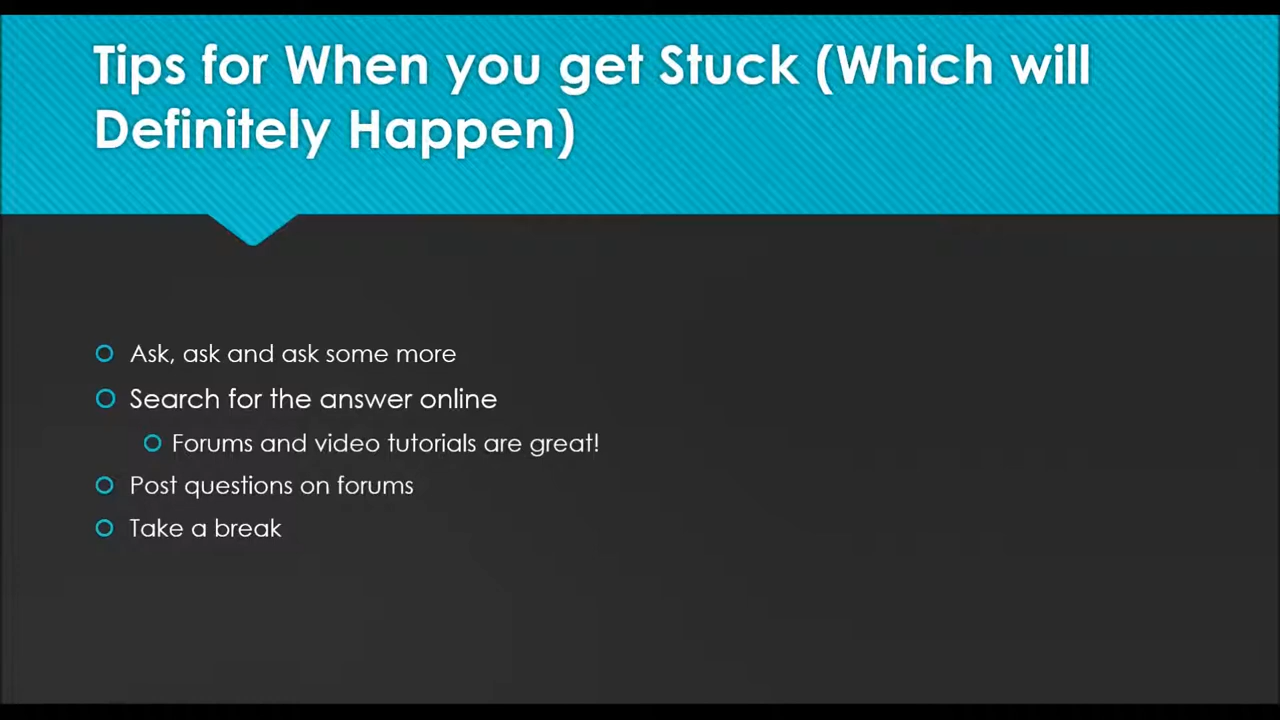 Tips for When you get Stuck (Which will
Definitely Happen)
Ask, ask and ask some more
Search for the answer online
Forums and video tutorials are great!
Post questions on forums
Take a break